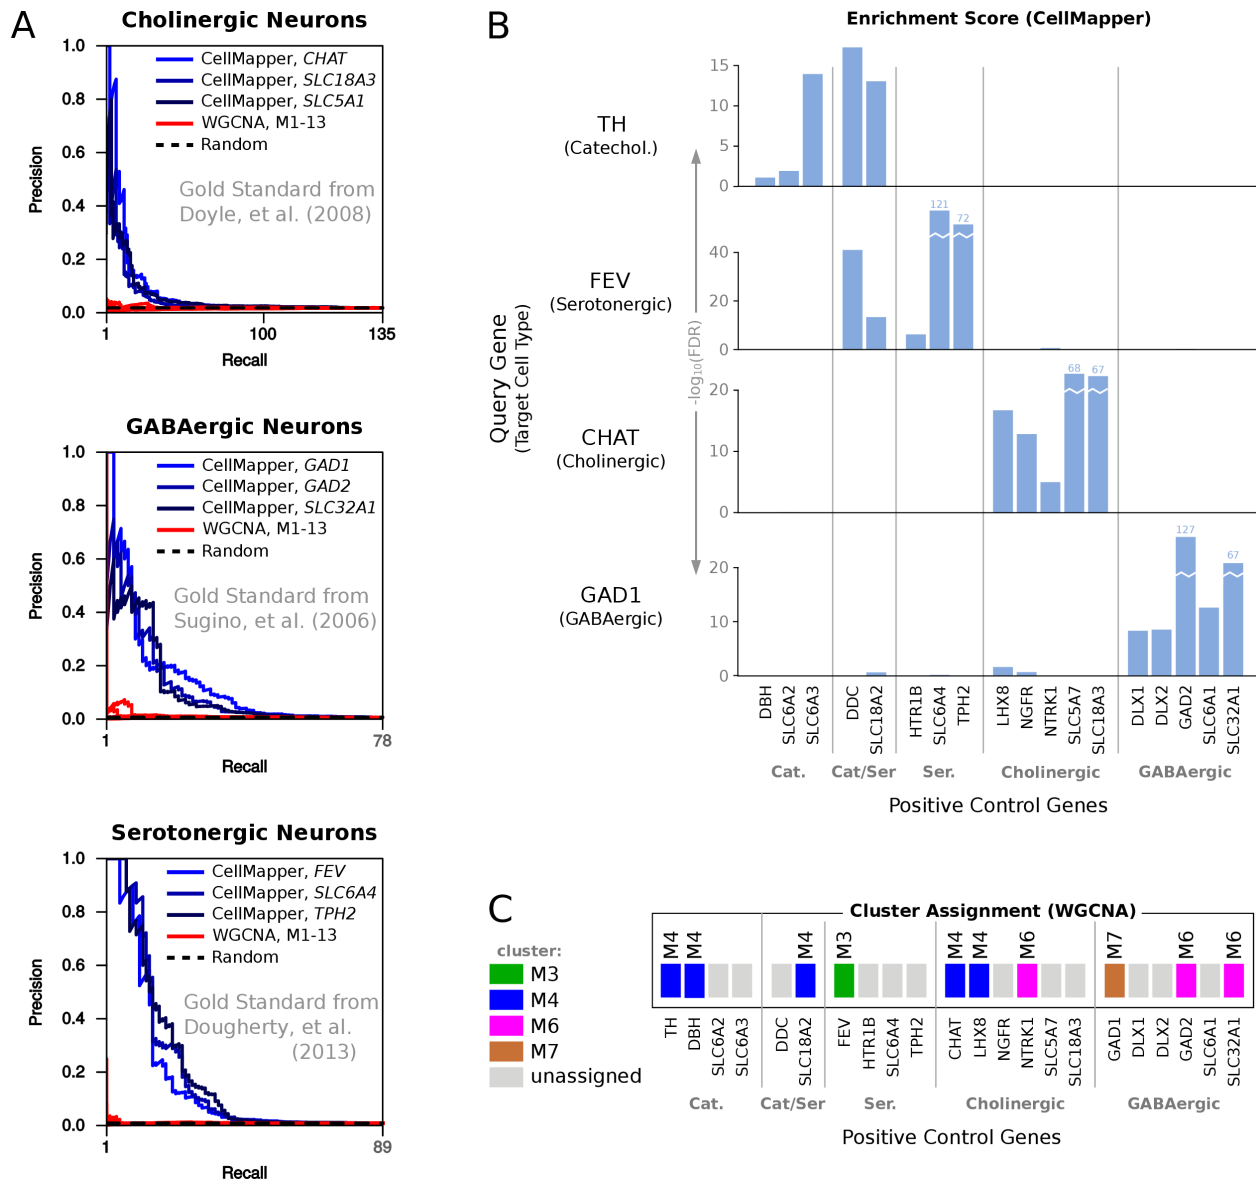 A
Cholinergic Neurons
1.0
0.8
0.6
0.4
0.2
0.0
Precision
CellMapper, CHAT
CellMapper, SLC18A3
CellMapper, SLC5A1
WGCNA, M1-13
Random
Gold Standard from
Doyle, et al. (2008)
1
100
135
Recall
GABAergic Neurons
1.0
0.8
0.6
0.4
0.2
0.0
Precision
CellMapper, GAD1
CellMapper, GAD2
CellMapper, SLC32A1
WGCNA, M1-13
Random
Gold Standard from
Sugino, et al. (2006)
1
78
Recall
Serotonergic Neurons
1.0
0.8
0.6
0.4
0.2
0.0
Precision
CellMapper, FEV
CellMapper, SLC6A4
CellMapper, TPH2
WGCNA, M1-13
Random
Gold Standard from
Dougherty, et al.
(2013)
1
89
Recall
B
Enrichment Score (CellMapper)
Query Gene
(Target Cell Type)
-log10(FDR)
TH
(Catechol.)
15
10
5
0
FEV
(Serotonergic)
40
20
0
121
72
CHAT
(Cholinergic)
20
10
0
68
67
GAD1
(GABAergic)
20
10
0
127
67
DBH
SLC6A2
SLC6A3
DDC
SLC18A2
HTR1B
SLC6A4
TPH2
LHX8
NGFR
NTRK1
SLC5A7
SLC18A3
DLX1
DLX2
GAD2
SLC6A1
SLC32A1
Cat.
Cat/Ser
Ser.
Cholinergic
GABAergic
Positive Control Genes
C
Cluster Assignment (WGCNA)
cluster:
M3
M4
M6
M7
unassigned
M4
M4
M4
M3
M4
M4
M6
M7
M6
M6
TH
DBH
SLC6A2
SLC6A3
DDC
SLC18A2
FEV
HTR1B
SLC6A4
TPH2
CHAT
LHX8
NGFR
NTRK1
SLC5A7
SLC18A3
GAD1
DLX1
DLX2
GAD2
SLC6A1
SLC32A1
Cat.
Cat/Ser
Ser.
Cholinergic
GABAergic
Positive Control Genes